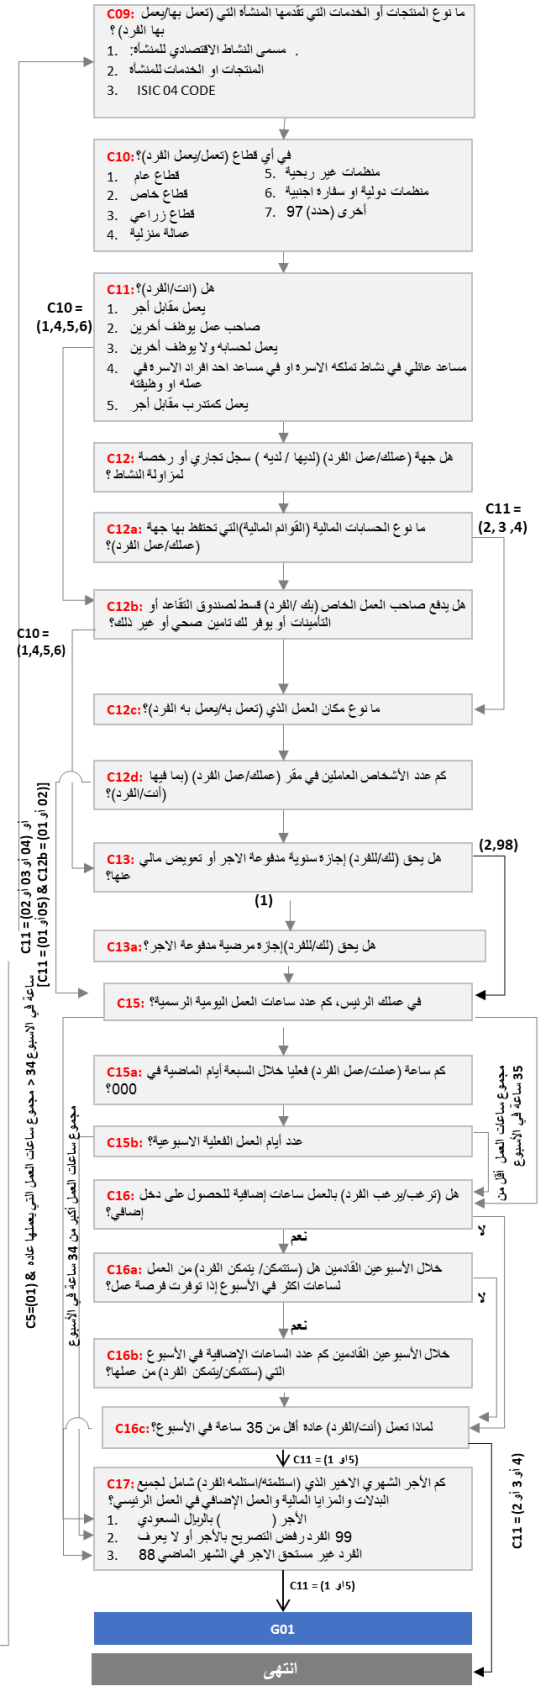 C09: ما نوع المنتجات أو الخدمات التي تقدمها المنشأة التي (تعمل بها/يعمل
بها الفرد) ؟
1. مسمى النشاط الاقتصادي للمنشأة: .
2. المنتجات او الخدمات للمنشأة
3. ISIC 04 CODE
C10: في أي قطاع (تعمل/يعمل الفرد)؟
1. قطاع عام
2. قطاع خاص
3. قطاع زراعي
4. عمالة منزلية
5. منظمات غير ربحية
6. منظمات دولية او سفارة اجنبية
7. أخرى (حدد) 97
C11: هل (انت/الفرد)؟
1. يعمل مقابل أجر
2. صاحب عمل يوظف أخرين
3. يعمل لحسابه ولا يوظف أخرين
4. مساعد عائلي في نشاط تملكه الاسرة او في مساعد احد افراد الاسرة في
عمله او وظيفته
5. يعمل كمتدرب مقابل أجر
C10 =
(1,4,5,6)
C12: هل جهة (عملك/عمل الفرد) (لديها / لديه ) سجل تجاري أو رخصة
لمزاولة النشاط ؟
C12a: ما نوع الحسابات المالية (القوائم المالية)التي تحتفظ بها جهة
(عملك/عمل الفرد)؟
C11 =
(2, 3 ,4)
C12b: هل يدفع صاحب العمل الخاص (بك /الفرد) قسط لصندوق التقاعد أو
التأمينات أو يوفر لك تامين صحي أو غير ذلك؟
C10 =
(1,4,5,6)
C12c: ما نوع مكان العمل الذي (تعمل به/يعمل به الفرد)؟
C12d: كم عدد الأشخاص العاملين في مقر (عملك/عمل الفرد) (بما فيها
(أنت/الفرد)؟
C13: هل يحق (لك/للفرد) إجازة سنوية مدفوعة الاجر أو تعويض مالي
عنها؟
(2,98)
(1)
C11 = (02 أو 03 أو 04) أو
[C11 = (01 أو05) & C12b = (01 أو 02)]
C13a: هل يحق (لك/للفرد)إجازة مرضية مدفوعة الاجر؟
C15: في عملك الرئيس، كم عدد ساعات العمل اليومية الرسمية؟
C15a: كم ساعة (عملت/عمل الفرد) فعليا خلال السبعة أيام الماضية في
000؟
C15b: عدد أيام العمل الفعلية الاسبوعية؟
مجموع ساعات العمل أقل من
35 ساعة في الأسبوع
C16: هل (ترغب/يرغب الفرد) بالعمل ساعات إضافية للحصول على دخل
إضافي؟
نعم
لا
C16a: خلال الأسبوعين القادمين هل (ستتمكن/ يتمكن الفرد) من العمل
لساعات اكثر في الأسبوع إذا توفرت فرصة عمل؟
نعم
لا
C16b: خلال الأسبوعين القادمين كم عدد الساعات الإضافية في الأسبوع
التي (ستتمكن/يتمكن الفرد) من عملها؟
C5=(01) & مجموع ساعات العمل التي يعملها عاده > 34 ساعة في الاسبوع
مجموع ساعات العمل أكبر من 34 ساعة في الأسبوع
C16c: لماذا تعمل (أنت/الفرد) عادة أقل من 35 ساعة في الأسبوع؟
C11 = (1 او5)
C11 = (2 أو 3 أو 4)
C17: كم الأجر الشهري الاخير الذي (استلمته/استلمه الفرد) شامل لجميع
البدلات والمزايا المالية والعمل الإضافي في العمل الرئيسي؟
1. الأجر ( ) بالريال السعودي
2. 99 الفرد رفض التصريح بالأجر أو لا يعرف
3. الفرد غير مستحق الاجر في الشهر الماضي 88
C11 = (1 او5)
G01
انتهى